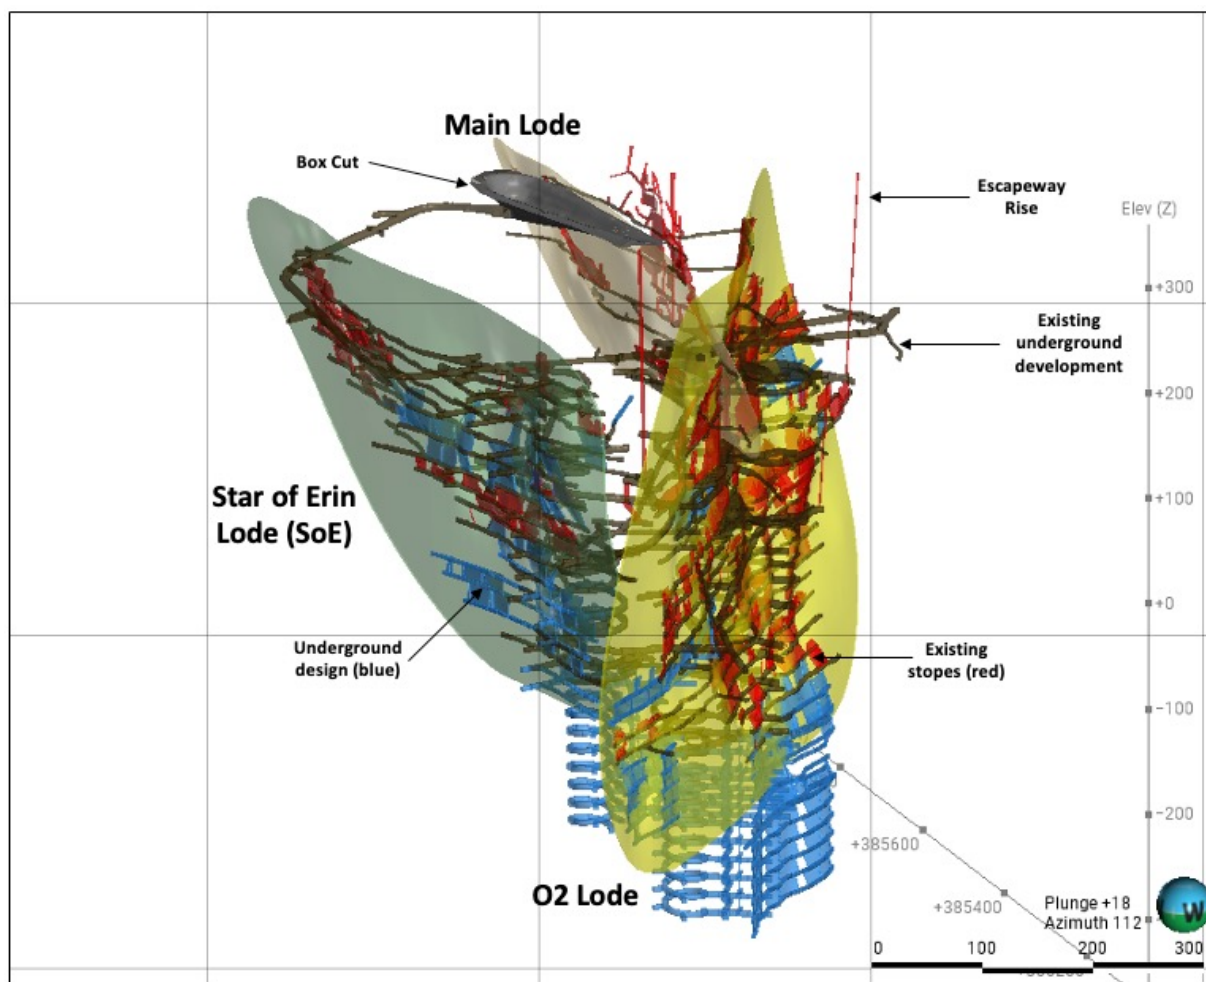 Main Lode
Box Cut
Escapeway
Rise
Elev (Z)
+300
Existing
underground
development
+200
Star of Erin
Lode (SoE)
+100
+0
Underground
design (blue)
Existing
stopes (red)
-100
-200
+385600
O2 Lode
+385400
Plunge +18
Azimuth 112
W
0 100 200 300